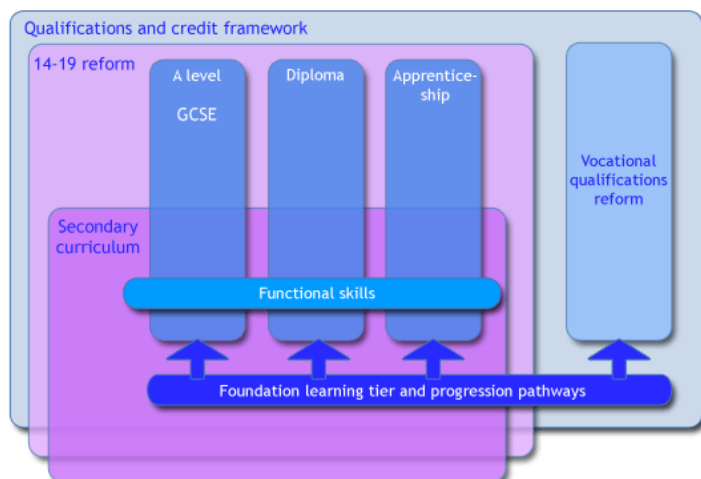 Qualifications and credit framework
14-19 reform
A level
GCSE
Diploma
Apprentice-
ship
Vocational
qualifications
reform
Secondary
curriculum
Functional skills
Foundation learning tier and progression pathways